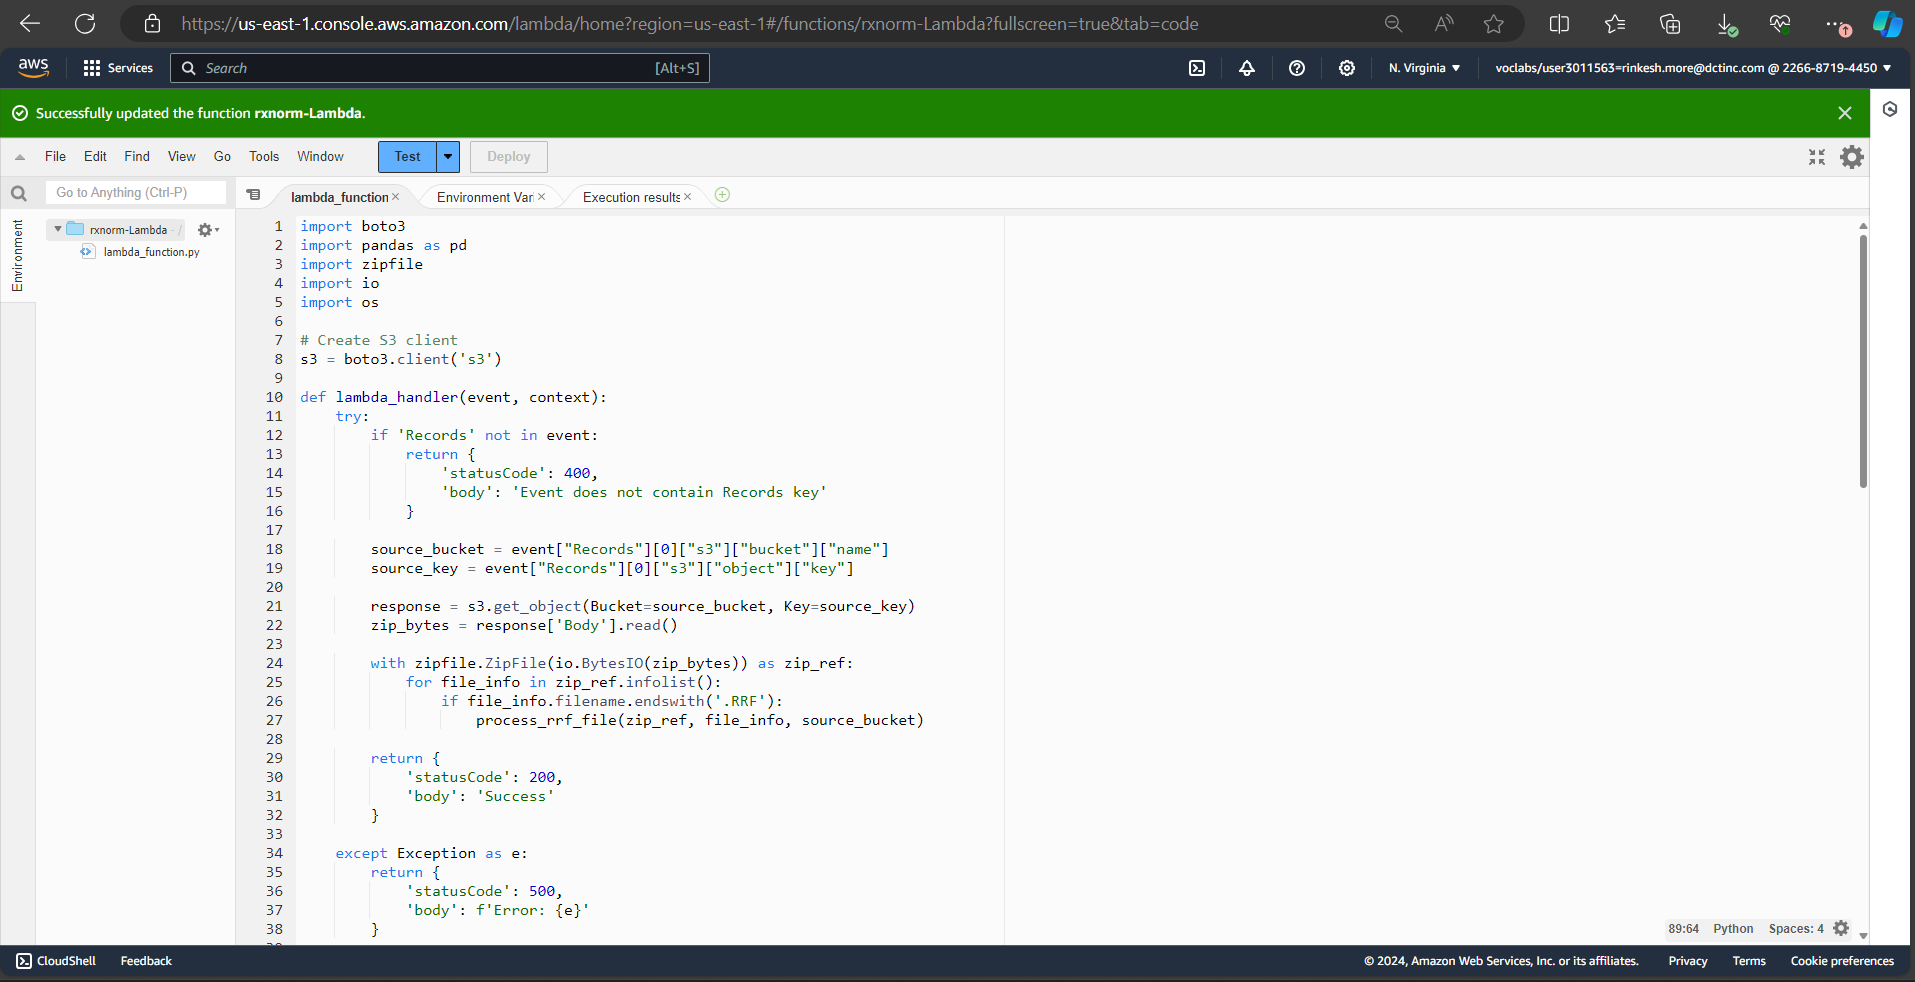 https://us-east-1.console.aws.amazon.com/lambda/home?region=us-east-1#/functions/rxnorm-Lambda?fullscreen=true&tab=code
aws Services Search [Alt+S] N. Virginia voclabs/user3011563=rinkesh.more@dctinc.com @ 2266-8719-4450
Successfully updated the function rxnorm-Lambda.
File Edit Find View Go Tools Window Test Deploy
Go to Anything (Ctrl-P) lambda_function Environment Var Execution results
Environment
rxnorm-Lambda - /
lambda_function.py
1 import boto3
2 import pandas as pd
3 import zipfile
4 import io
5 import os
6
7 # Create S3 client
8 s3 = boto3.client('s3')
9
10 def lambda_handler(event, context):
11     try:
12         if 'Records' not in event:
13             return {
14                 'statusCode': 400,
15                 'body': 'Event does not contain Records key'
16             }
17
18         source_bucket = event["Records"][0]["s3"]["bucket"]["name"]
19         source_key = event["Records"][0]["s3"]["object"]["key"]
20
21         response = s3.get_object(Bucket=source_bucket, Key=source_key)
22         zip_bytes = response['Body'].read()
23
24         with zipfile.ZipFile(io.BytesIO(zip_bytes)) as zip_ref:
25             for file_info in zip_ref.infolist():
26                 if file_info.filename.endswith('.RRF'):
27                     process_rrf_file(zip_ref, file_info, source_bucket)
28
29         return {
30             'statusCode': 200,
31             'body': 'Success'
32         }
33
34     except Exception as e:
35         return {
36             'statusCode': 500,
37             'body': f'Error: {e}'
38         }
89:64 Python Spaces: 4
CloudShell Feedback © 2024, Amazon Web Services, Inc. or its affiliates. Privacy Terms Cookie preferences